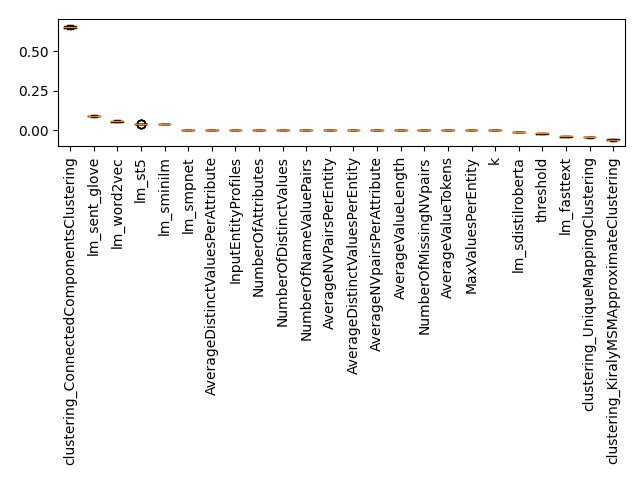 0.50
0.25
0.00
clustering_ConnectedComponentsClustering
lm_sent_glove
lm_word2vec
lm_st5
lm_sminilm
lm_smpnet
AverageDistinctValuesPerAttribute
InputEntityProfiles
NumberOfAttributes
NumberOfDistinctValues
NumberOfNameValuePairs
AverageNVPairsPerEntity
AverageDistinctValuesPerEntity
AverageNVpairsPerAttribute
AverageValueLength
NumberOfMissingNVpairs
AverageValueTokens
MaxValuesPerEntity
k
lm_sdistilroberta
threshold
lm_fasttext
clustering_UniqueMappingClustering
clustering_KiralyMSMApproximateClustering